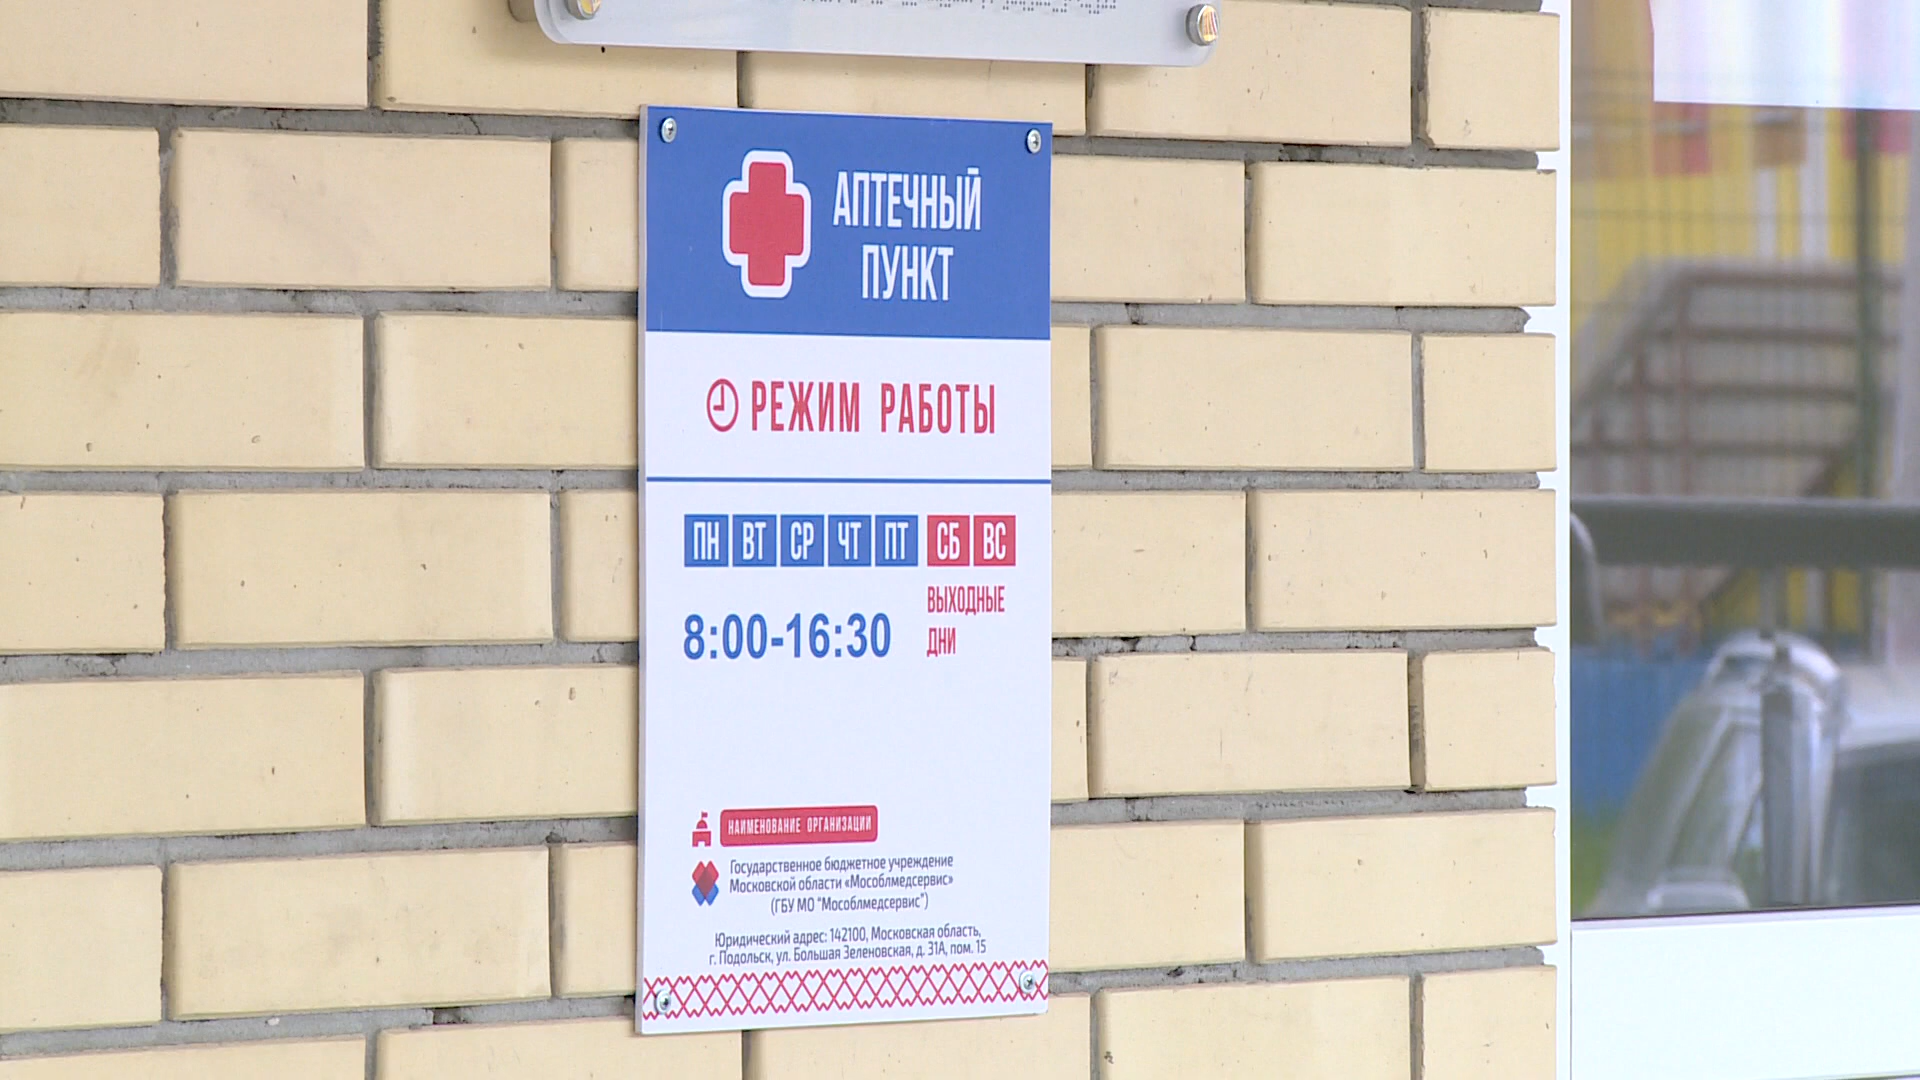 АПТЕЧНЫЙ
ПУНКТ
РЕЖИМ РАБОТЫ
ПН ВТ СР ЧТ ПТ СБ ВС
8:00-16:30
ВЫХОДНЫЕ
ДНИ
НАИМЕНОВАНИЕ ОРГАНИЗАЦИИ
Государственное бюджетное учреждение
Московской области «Мособлмедсервис»
(ГБУ МО "Мособлмедсервис")
Юридический адрес: 142100, Московская область,
г. Подольск, ул. Большая Зеленовская, д. 31А, пом. 15